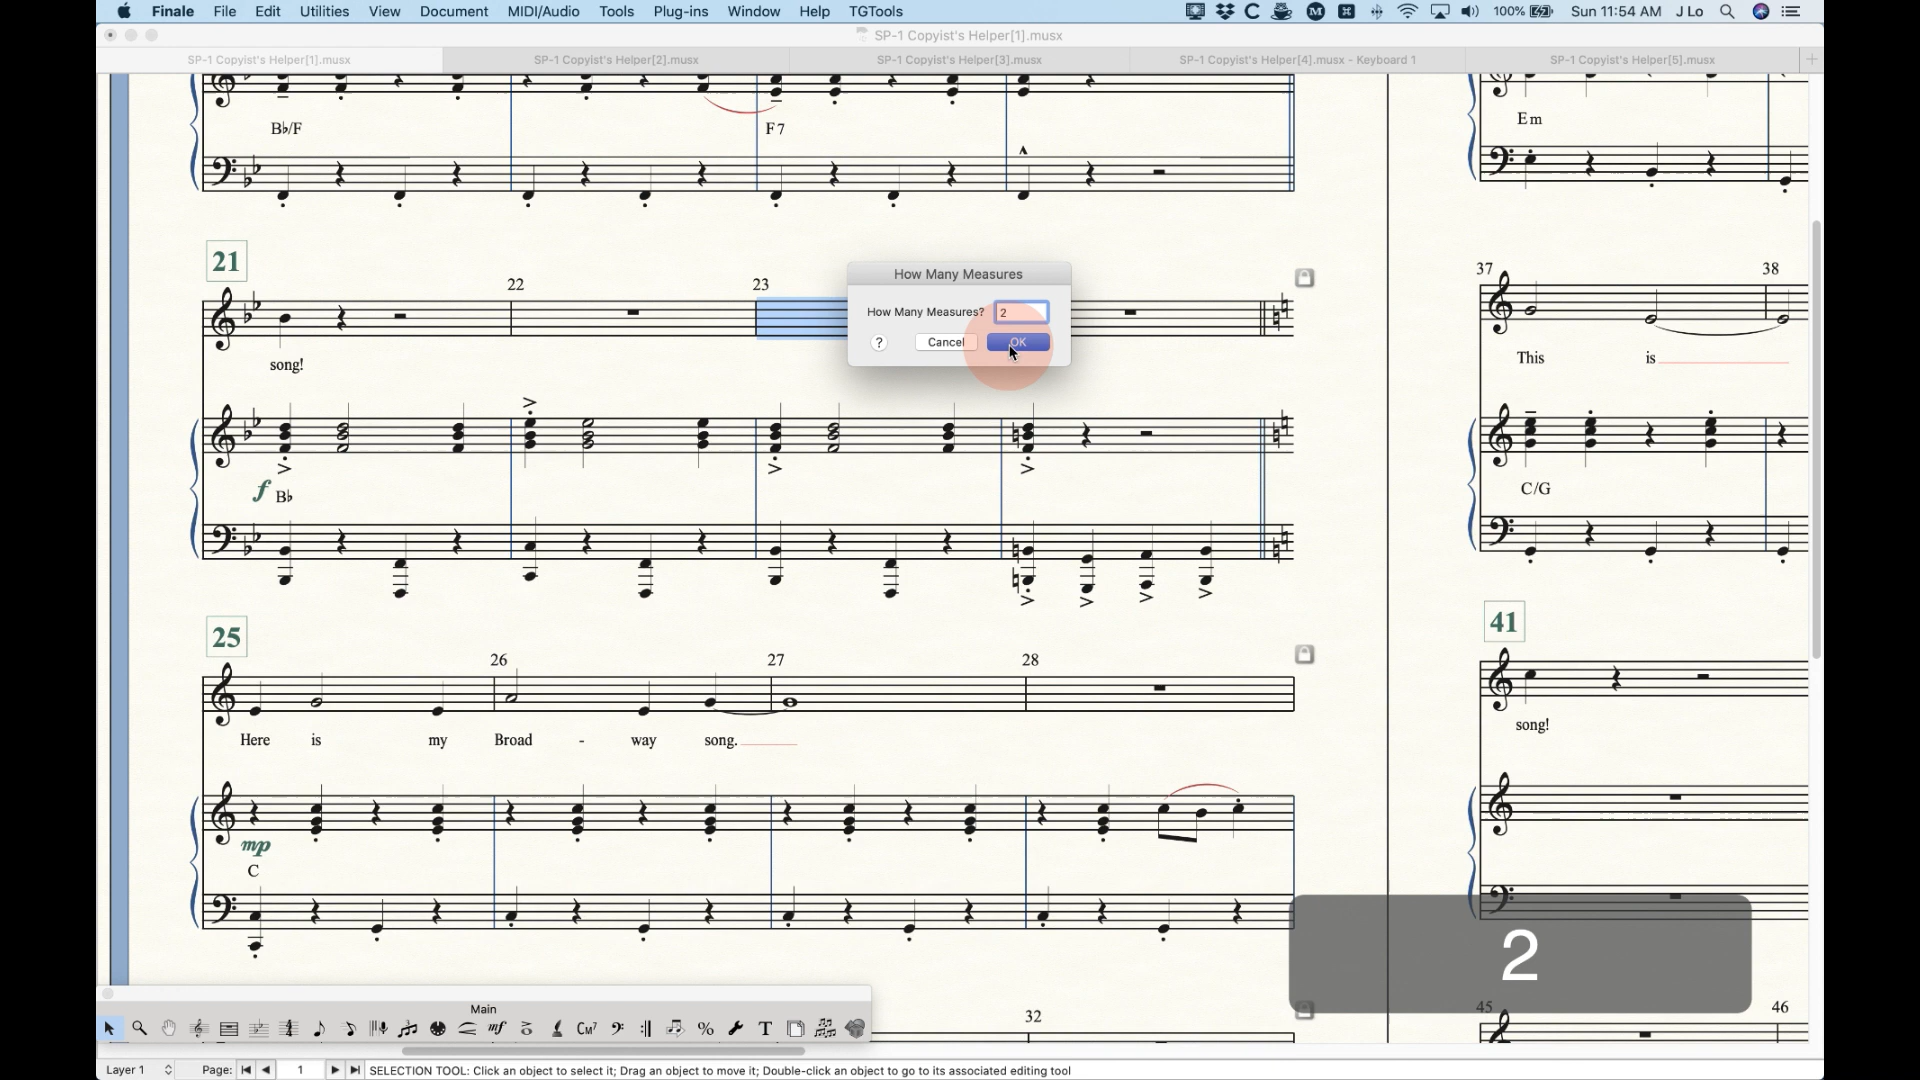 Finale File Edit Utilities View Document MIDI/Audio Tools Plug-ins Window Help TGTools 100% Sun 11:54 AM J Lo
SP-1 Copyist's Helper[1].musx
SP-1 Copyist's Helper[1].musx SP-1 Copyist's Helper[2].musx SP-1 Copyist's Helper[3].musx SP-1 Copyist's Helper[4].musx - Keyboard 1 SP-1 Copyist's Helper[5].musx
B♭/F F7 Em
21 22 23 37 38
How Many Measures
How Many Measures? 2
? Cancel OK
song! This is
f B♭ C/G
25 26 27 28 41
Here is my Broad - way song. song!
mp
C
2
32 45 46
Main
mf CM7 % T
Layer 1 Page: 1 SELECTION TOOL: Click an object to select it; Drag an object to move it; Double-click an object to go to its associated editing tool